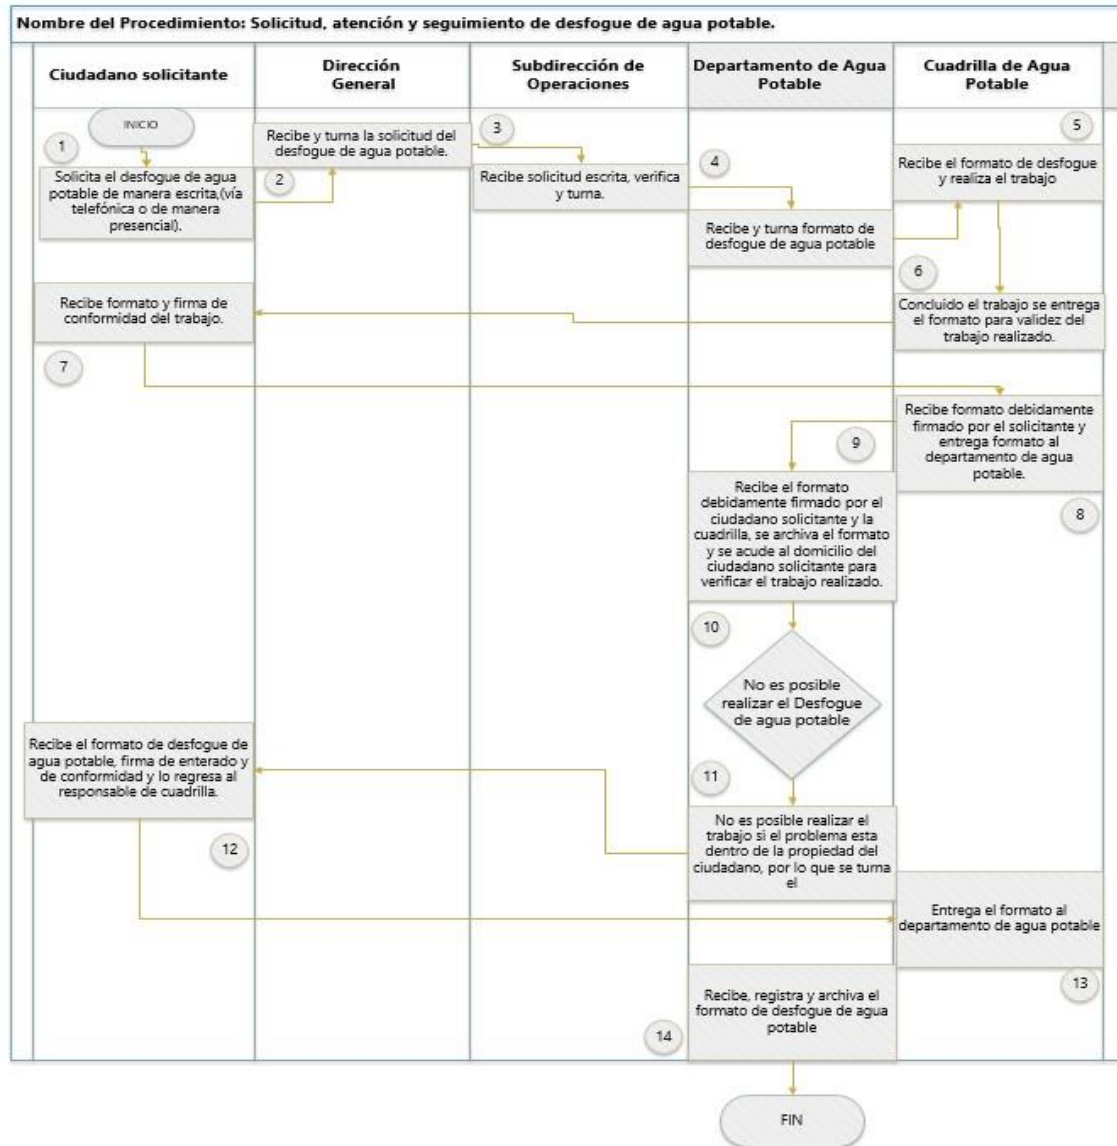 Nombre del Procedimiento: Solicitud, atención y seguimiento de desfogue de agua potable.
Ciudadano solicitante
Dirección
General
Subdirección de
Operaciones
Departamento de Agua
Potable
Cuadrilla de Agua
Potable
INICIO
1
Solicita el desfogue de agua
potable de manera escrita,(vía
telefónica o de manera
presencial).
2
Recibe y turna la solicitud del
desfogue de agua potable.
3
Recibe solicitud escrita, verifica
y turna.
4
Recibe y turna formato de
desfogue de agua potable
5
Recibe el formato de desfogue
y realiza el trabajo
6
Concluido el trabajo se entrega
el formato para validez del
trabajo realizado.
Recibe formato y firma de
conformidad del trabajo.
7
Recibe formato debidamente
firmado por el solicitante y
entrega formato al
departamento de agua
potable.
8
9
Recibe el formato
debidamente firmado por el
ciudadano solicitante y la
cuadrilla, se archiva el formato
y se acude al domicilio del
ciudadano solicitante para
verificar el trabajo realizado.
10
No es posible
realizar el Desfogue
de agua potable
11
No es posible realizar el
trabajo si el problema esta
dentro de la propiedad del
ciudadano, por lo que se turna
el
Recibe el formato de desfogue de
agua potable, firma de enterado y
de conformidad y lo regresa al
responsable de cuadrilla.
12
Entrega el formato al
departamento de agua potable
13
Recibe, registra y archiva el
formato de desfogue de agua
potable
14
FIN